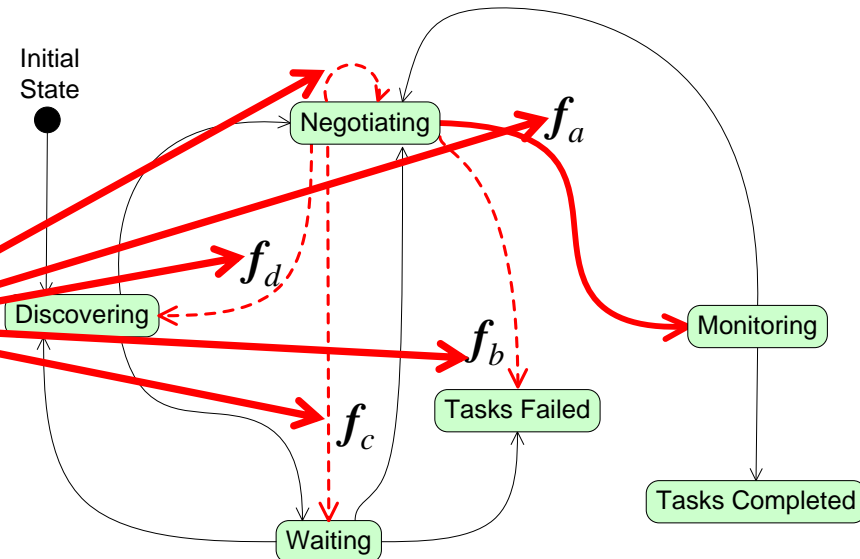 Initial
State
Negotiating
f a
f d
Discovering
Monitoring
f b
Tasks Failed
f c
Tasks Completed
Waiting